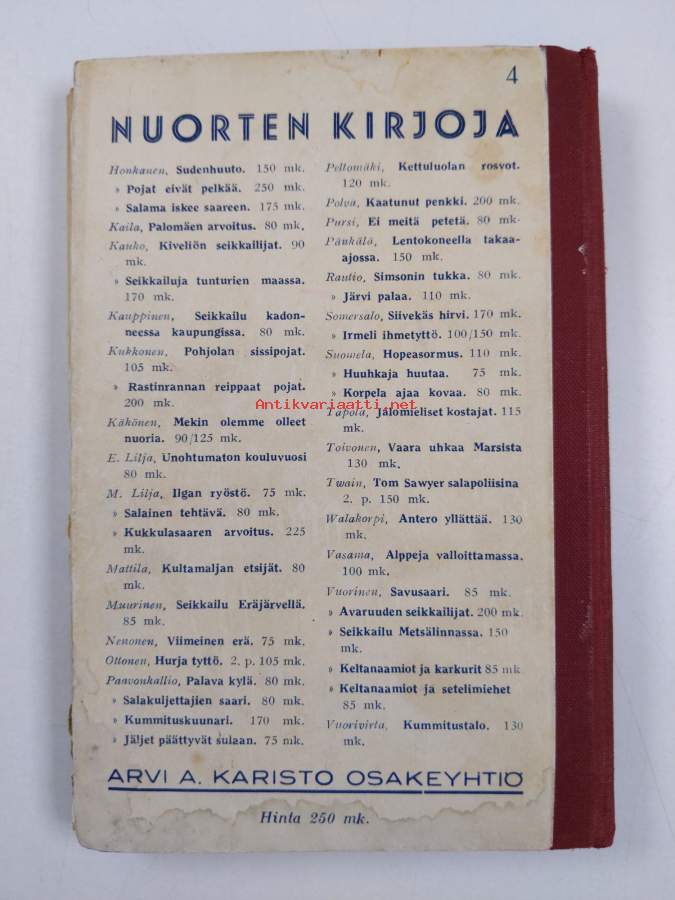 4
NUORTEN KIRJOJA
Honkanen, Sudenhuuto. 150 mk.
» Pojat eivät pelkää. 250 mk.
» Salama iskee saareen. 175 mk.
Kaila, Palomäen arvoitus. 80 mk.
Kauko, Kiveliön seikkailijat. 90
mk.
» Seikkailuja tunturien maassa.
170 mk.
Kauppinen, Seikkailu kadon-
neessa kaupungissa. 80 mk.
Kukkonen, Pohjolan sissipojat.
105 mk.
» Rastinrannan reippaat pojat.
200 mk.
Käkönen, Mekin olemme olleet
nuoria. 90/125 mk.
E. Lilja, Unohtumaton kouluvuosi
80 mk.
M. Lilja, Ilgan ryöstö. 75 mk.
» Salainen tehtävä. 80 mk.
» Kukkulasaaren arvoitus. 225
mk.
Mattila, Kultamaljan etsijät. 80
mk.
Muurinen, Seikkailu Eräjärvellä.
85 mk.
Nenonen, Viimeinen erä. 75 mk.
Ottonen, Hurja tyttö. 2. p. 105 mk.
Paavonkallio, Palava kylä. 80 mk.
» Salakuljettajien saari. 80 mk.
» Kummituskuunari. 170 mk.
» Jäljet päättyvät sulaan. 75 mk.
Peltomäki, Kettuluolan rosvot.
120 mk.
Polva, Kaatunut penkki. 200 mk.
Pursi, Ei meitä petetä. 80 mk.
Pänkälä, Lentokoneella takaa-
ajossa. 150 mk.
Rautio, Simsonin tukka. 80 mk.
» Järvi palaa. 110 mk.
Somersalo, Siivekäs hirvi. 170 mk.
» Irmeli ihmetyttö. 100/150 mk.
Suomela, Hopeasormus. 110 mk.
» Huuhkaja huutaa. 75 mk.
» Korpela ajaa kovaa. 80 mk.
Antikvariaatti.net
Tapola, Jalomieliset kostajat. 115
mk.
Toivonen, Vaara uhkaa Marsista
130 mk.
Twain, Tom Sawyer salapoliisina
2. p. 150 mk.
Walakorpi, Antero yllättää. 130
mk.
Vasama, Alppeja valloittamassa.
100 mk.
Vuorinen, Savusaari. 85 mk.
» Avaruuden seikkailijat. 200 mk.
» Seikkailu Metsälinnassa. 150
mk.
» Keltanaamiot ja karkurit 85 mk
» Keltanaamiot ja setelimiehet
85 mk.
Vuorivirta, Kummitustalo. 130
mk.
ARVI A. KARISTO OSAKEYHTIÖ
Hinta 250 mk.